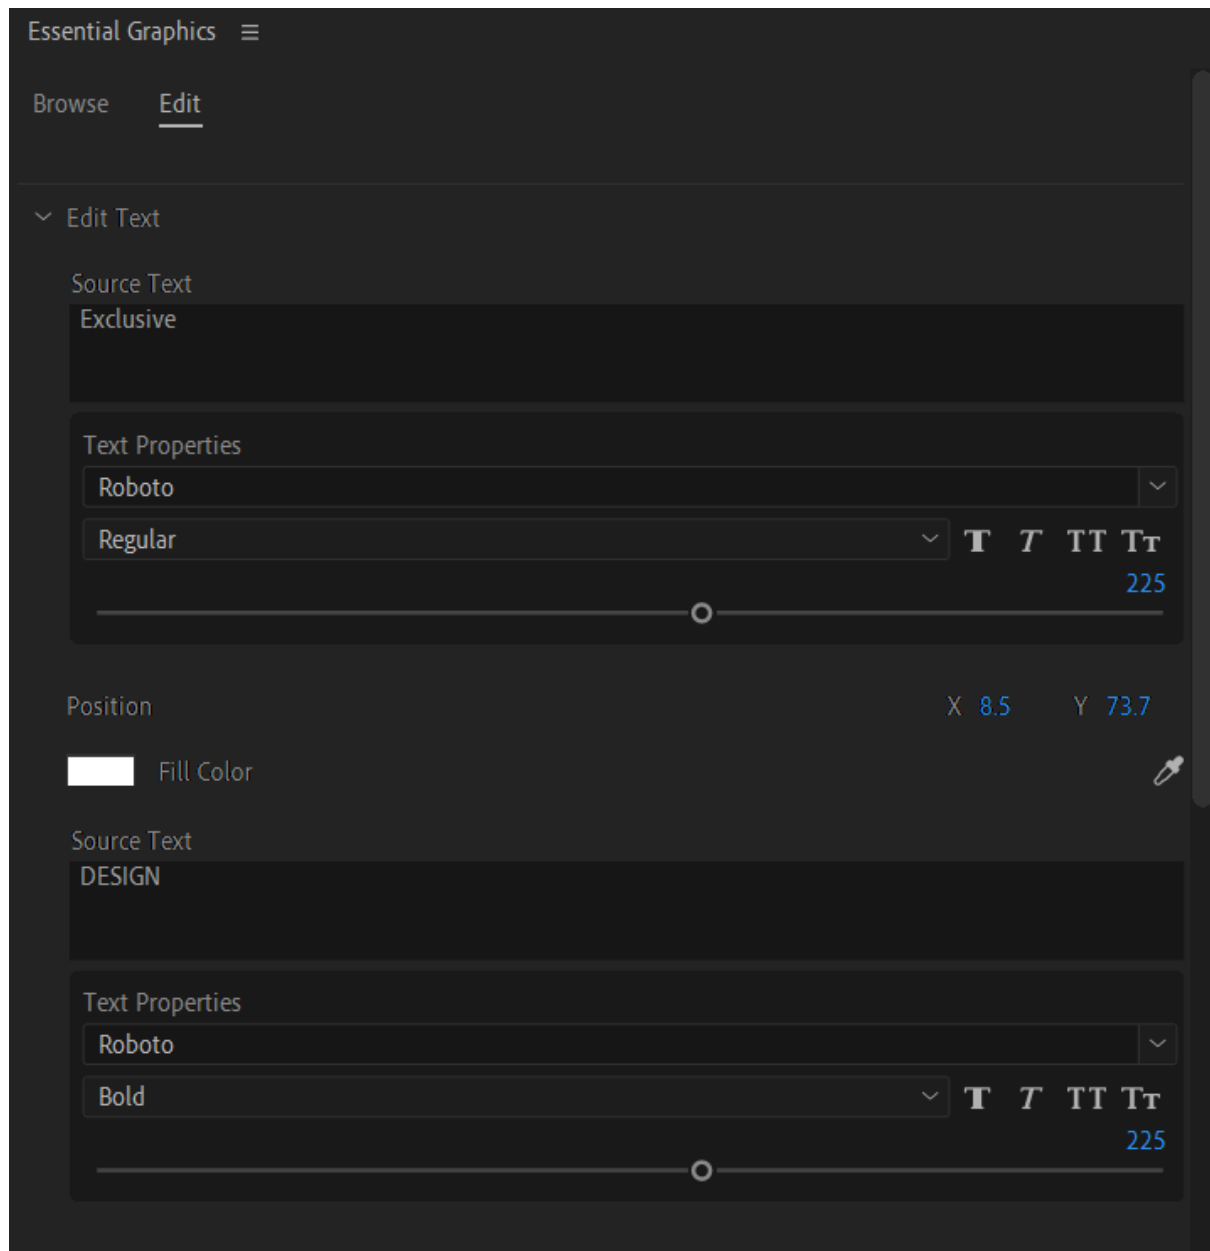 Essential Graphics
Browse Edit
Edit Text
Source Text
Exclusive
Text Properties
Roboto
Regular T T TT Tт
225
Position X 8.5 Y 73.7
Fill Color
Source Text
DESIGN
Text Properties
Roboto
Bold T T TT Tт
225